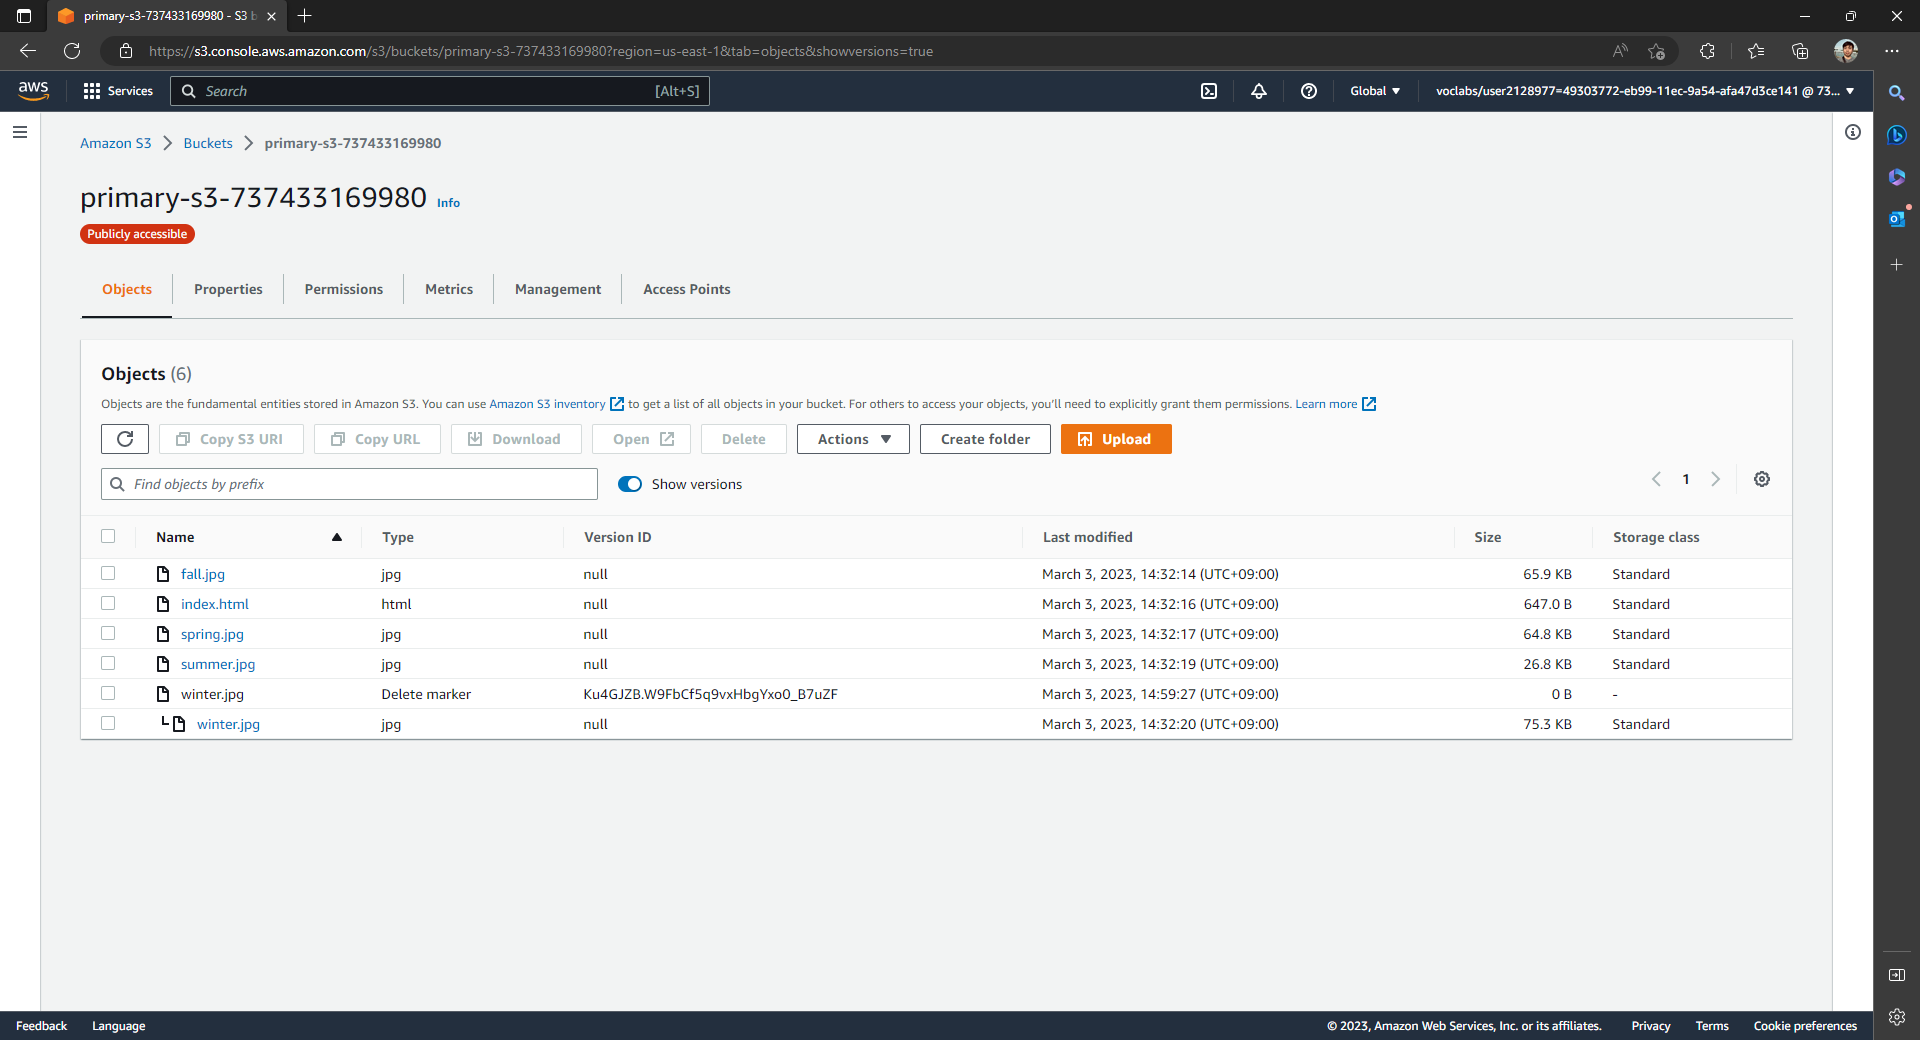 primary-s3-737433169980 - S3 b
https://s3.console.aws.amazon.com/s3/buckets/primary-s3-737433169980?region=us-east-1&tab=objects&showversions=true
aws Services Search [Alt+S] Global voclabs/user2128977=49303772-eb99-11ec-9a54-afa47d3ce141 @ 73...
Amazon S3 Buckets primary-s3-737433169980
primary-s3-737433169980 Info
Publicly accessible
Objects Properties Permissions Metrics Management Access Points
Objects (6)
Objects are the fundamental entities stored in Amazon S3. You can use Amazon S3 inventory to get a list of all objects in your bucket. For others to access your objects, you'll need to explicitly grant them permissions. Learn more
Copy S3 URI Copy URL Download Open Delete Actions Create folder Upload
Find objects by prefix Show versions 1
Name Type Version ID Last modified Size Storage class
fall.jpg jpg null March 3, 2023, 14:32:14 (UTC+09:00) 65.9 KB Standard
index.html html null March 3, 2023, 14:32:16 (UTC+09:00) 647.0 B Standard
spring.jpg jpg null March 3, 2023, 14:32:17 (UTC+09:00) 64.8 KB Standard
summer.jpg jpg null March 3, 2023, 14:32:19 (UTC+09:00) 26.8 KB Standard
winter.jpg Delete marker Ku4GJZB.W9FbCf5q9vxHbgYxo0_B7uZF March 3, 2023, 14:59:27 (UTC+09:00) 0 B -
winter.jpg jpg null March 3, 2023, 14:32:20 (UTC+09:00) 75.3 KB Standard
Feedback Language © 2023, Amazon Web Services, Inc. or its affiliates. Privacy Terms Cookie preferences